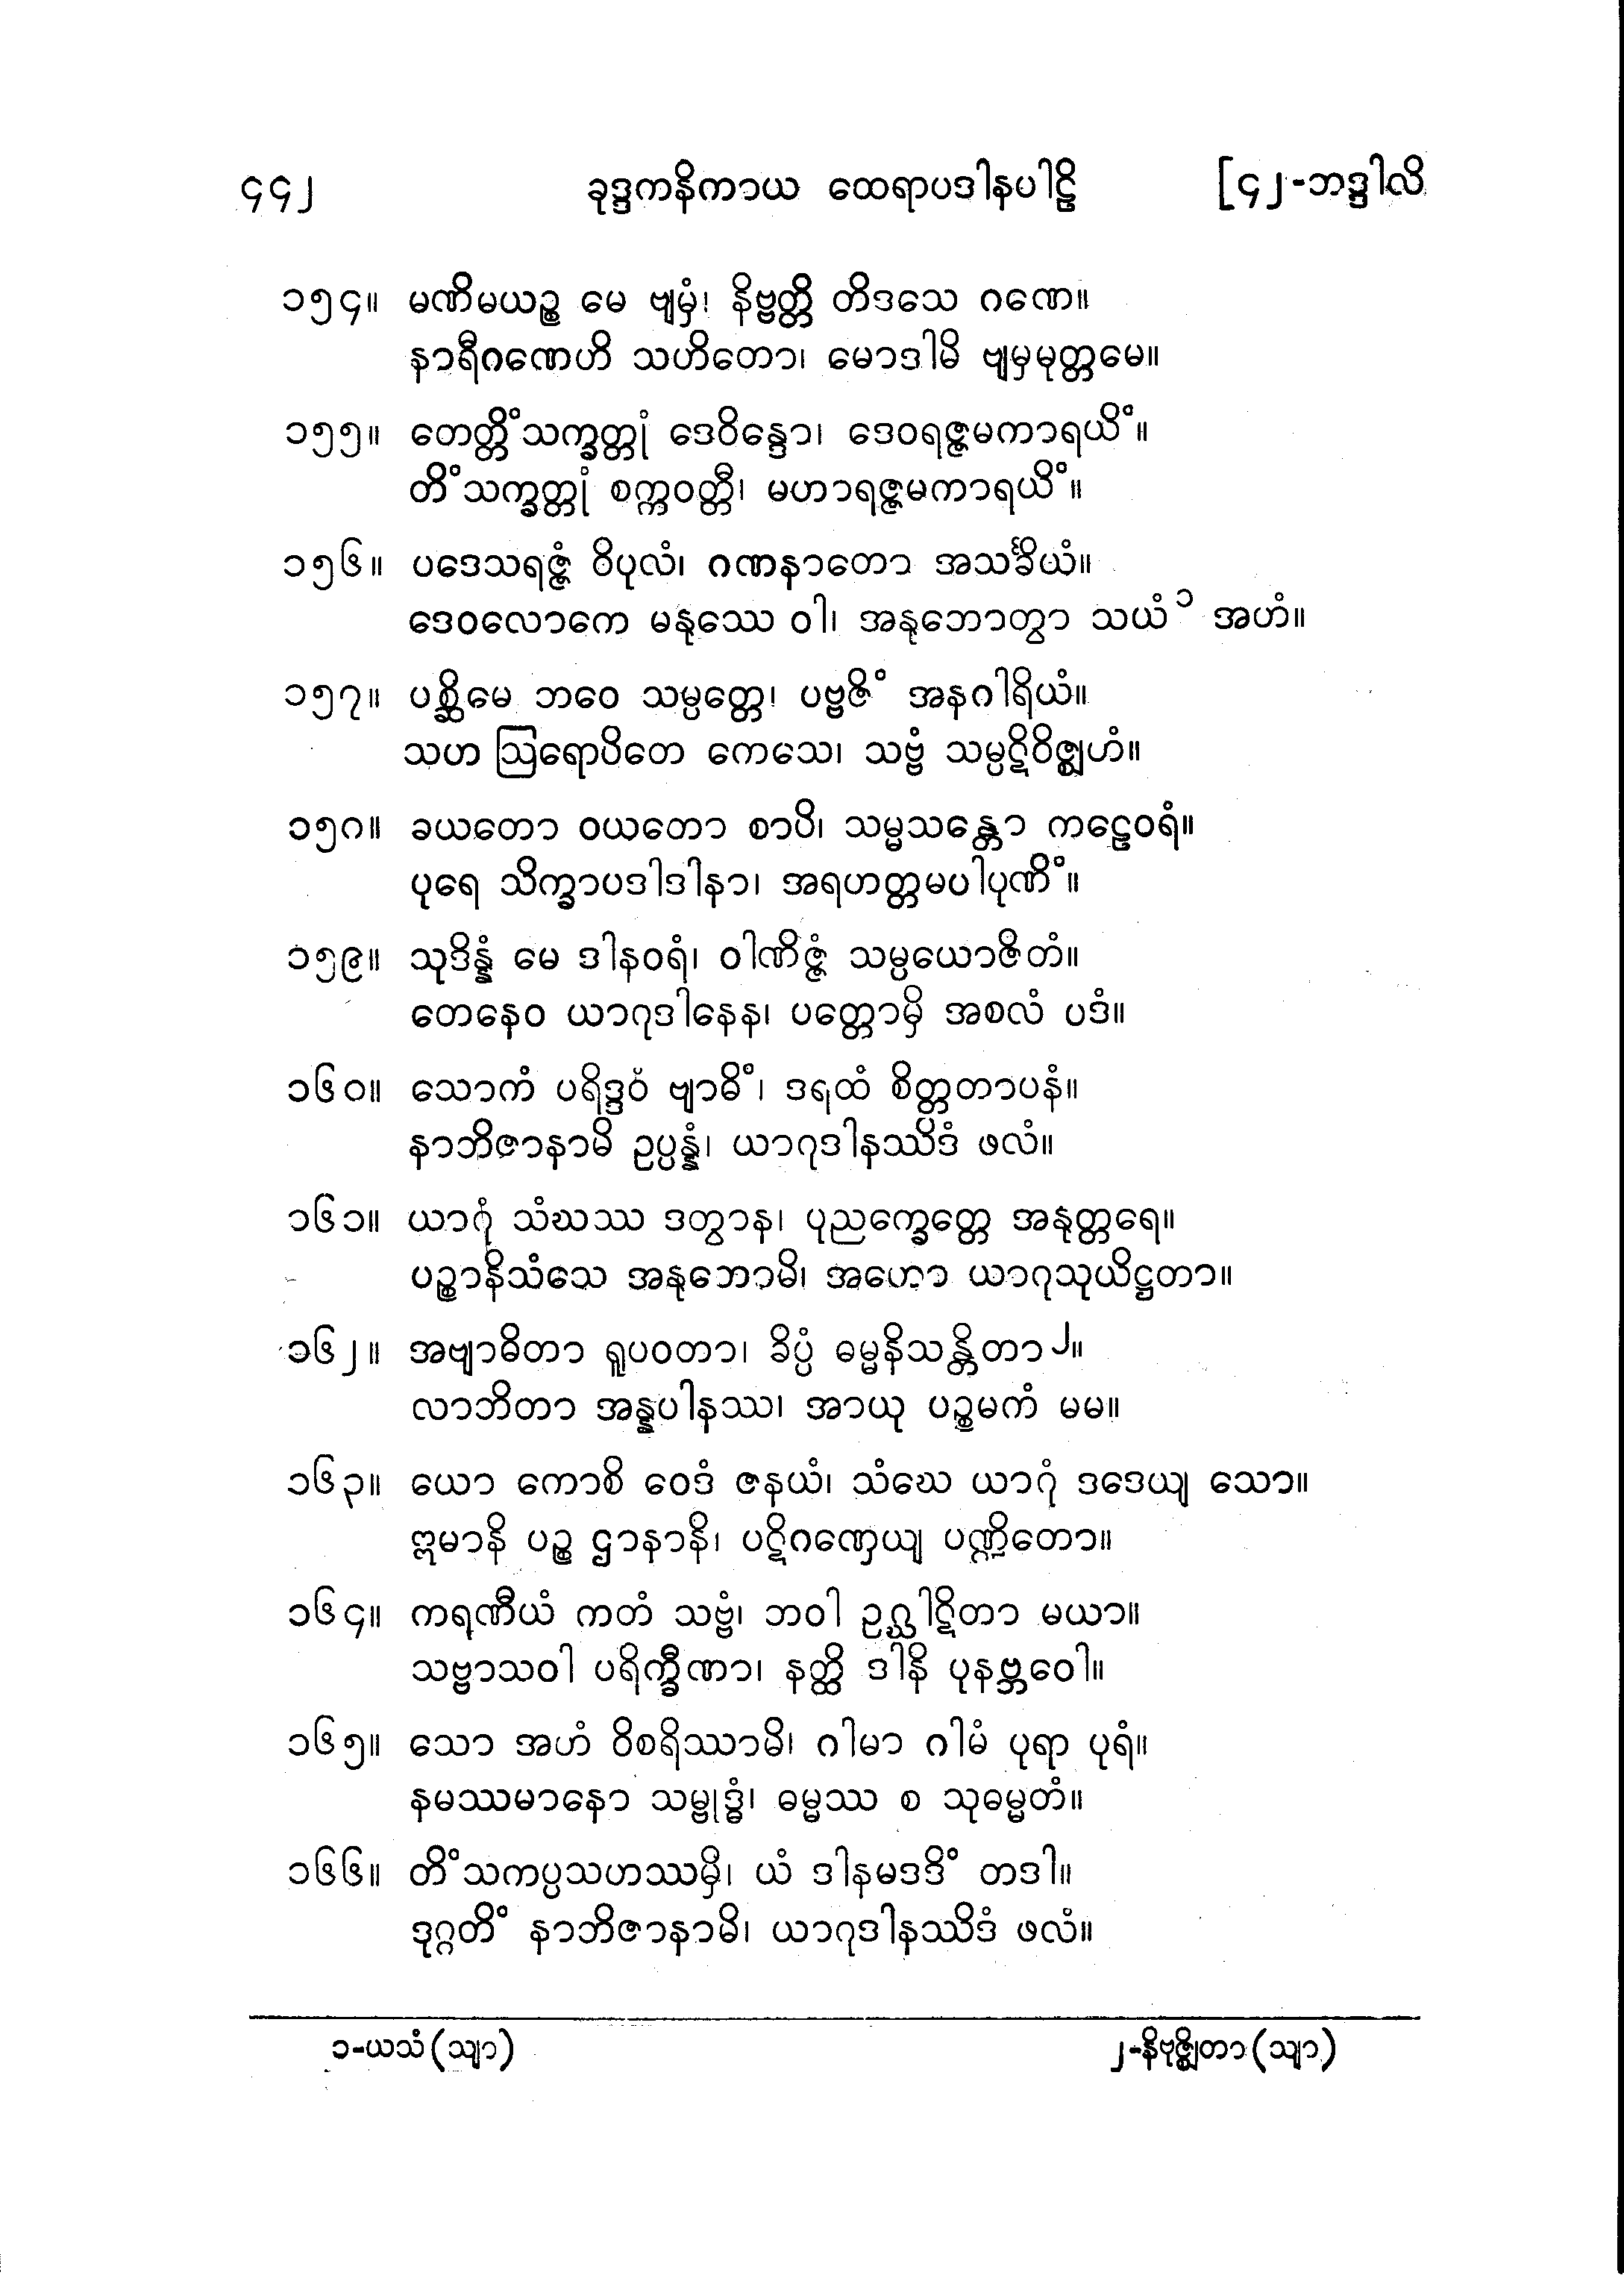 ၄၄၂ ခုဒ္ဒကနိကာယ ထေရာပဒါနပါဠိ [၄၂-ဘဒ္ဒါလိ
၁၅၄။ မဏိမယဉ္စ မေ ဗျမှံ၊ နိဗ္ဗတ္တိ တိဒသေ ဂဏေ။
နာရီဂဏေဟိ သဟိတော၊ မောဒါမိ ဗျမှမုတ္တမေ။
၁၅၅။ တေတ္တိံသက္ခတ္တုံ ဒေဝိန္ဒော၊ ဒေဝရဇ္ဇမကာရယိံ။
တိံသက္ခတ္တုံ စက္ကဝတ္တီ၊ မဟာရဇ္ဇမကာရယိံ။
၁၅၆။ ပဒေသရဇ္ဇံ ဝိပုလံ၊ ဂဏနာတော အသင်္ခိယံ။
ဒေဝလောကေ မနုဿေ ဝါ၊ အနုဘောတွာ သယံ ၁ အဟံ။
၁၅၇။ ပစ္ဆိမေ ဘဝေ သမ္ပတ္တေ၊ ပဗ္ဗဇိံ အနဂါရိယံ။
သဟ ဩရောပိတေ ကေသေ၊ သဗ္ဗံ သမ္ပဋိဝိဇ္ဈဟံ။
၁၅၈။ ခယတော ဝယတော စာပိ၊ သမ္မသန္တော ကဠေဝရံ။
ပုရေ သိက္ခာပဒါဒါနာ၊ အရဟတ္တမပါပုဏိံ။
၁၅၉။ သုဒိန္နံ မေ ဒါနဝရံ၊ ဝါဏိဇ္ဇံ သမ္ပယောဇိတံ။
တေနေဝ ယာဂုဒါနေန၊ ပတ္တောမှိ အစလံ ပဒံ။
၁၆၀။ သောကံ ပရိဒ္ဒဝံ ဗျာဓိံ၊ ဒရထံ စိတ္တတာပနံ။
နာဘိဇာနာမိ ဥပ္ပန္နံ၊ ယာဂုဒါနဿိဒံ ဖလံ။
၁၆၁။ ယာဂုံ သံဃဿ ဒတွာန၊ ပုညက္ခေတ္တေ အနုတ္တရေ။
ပဉ္စာနိသံသေ အနုဘောမိ၊ အဟော ယာဂုသုယိဋ္ဌတာ။
၁၆၂။ အဗျာဓိတာ ရူပဝတာ၊ ခိပ္ပံ ဓမ္မနိသန္တိတာ ၂။
လာဘိတာ အန္နပါနဿ၊ အာယု ပဉ္စမကံ မမ။
၁၆၃။ ယော ကောစိ ဝေဒံ ဇနယံ၊ သံဃေ ယာဂုံ ဒဒေယျ သော။
ဣမာနိ ပဉ္စ ဌာနာနိ၊ ပဋိဂဏှေယျ ပဏ္ဍိတော။
၁၆၄။ ကရဏီယံ ကတံ သဗ္ဗံ၊ ဘဝါ ဥဂ္ဃါဋိတာ မယာ။
သဗ္ဗာသဝါ ပရိက္ခီဏာ၊ နတ္ထိ ဒါနိ ပုနဗ္ဘဝေါ။
၁၆၅။ သော အဟံ ဝိစရိဿာမိ၊ ဂါမာ ဂါမံ ပုရာ ပုရံ။
နမဿမာနော သမ္ဗုဒ္ဓံ၊ ဓမ္မဿ စ သုဓမ္မတံ။
၁၆၆။ တိံသကပ္ပသဟဿမှိ၊ ယံ ဒါနမဒဒိံ တဒါ။
ဒုဂ္ဂတိံ နာဘိဇာနာမိ၊ ယာဂုဒါနဿိဒံ ဖလံ။
၁-ယသံ (သျာ) ၂-နိဗုဇ္ဈိတာ (သျာ)